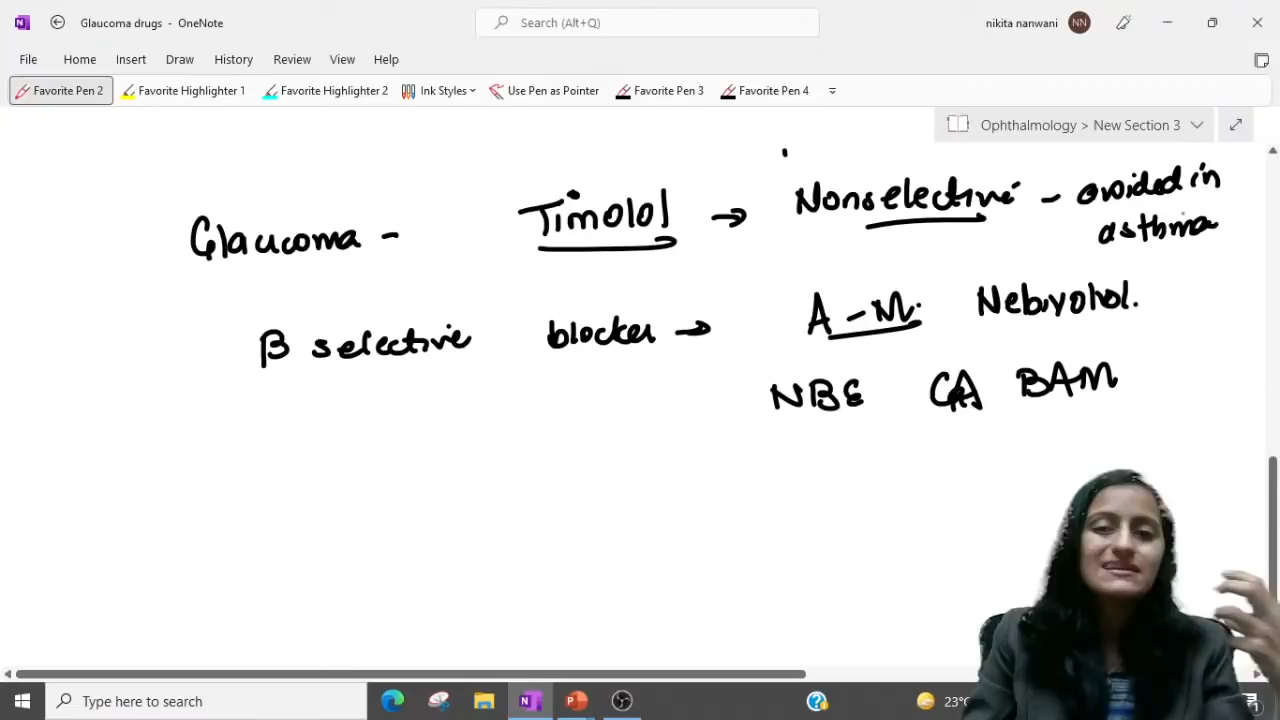 Glaucoma drugs - OneNote
Search (Alt+Q)
nikita nanwani NN
File Home Insert Draw History Review View Help
Favorite Pen 2 Favorite Highlighter 1 Favorite Highlighter 2 Ink Styles Use Pen as Pointer Favorite Pen 3 Favorite Pen 4
Ophthalmology > New Section 3
Glaucoma - Timolol → Nonselective - avoided in
asthma
β selective blocker → A-M. Nebivolol.
NBE CA BAM
Type here to search
23°C